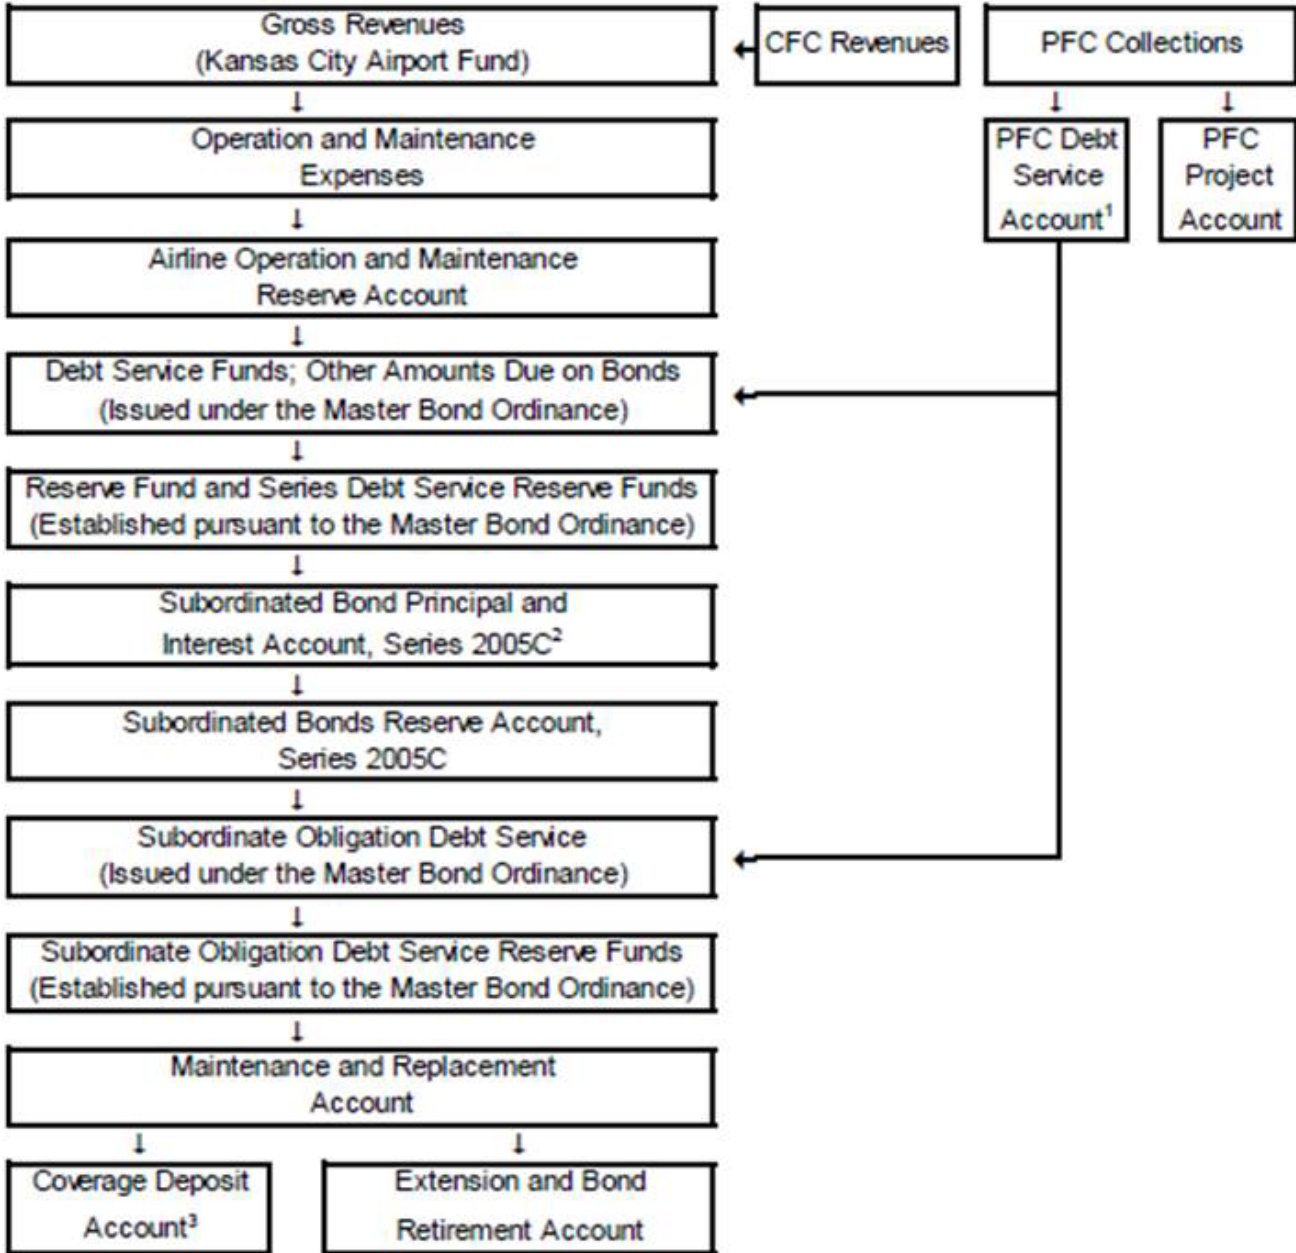 Gross Revenues
(Kansas City Airport Fund)
CFC Revenues
PFC Collections
Operation and Maintenance
Expenses
PFC Debt
Service
Account¹
PFC
Project
Account
Airline Operation and Maintenance
Reserve Account
Debt Service Funds; Other Amounts Due on Bonds
(Issued under the Master Bond Ordinance)
Reserve Fund and Series Debt Service Reserve Funds
(Established pursuant to the Master Bond Ordinance)
Subordinated Bond Principal and
Interest Account, Series 2005C²
Subordinated Bonds Reserve Account,
Series 2005C
Subordinate Obligation Debt Service
(Issued under the Master Bond Ordinance)
Subordinate Obligation Debt Service Reserve Funds
(Established pursuant to the Master Bond Ordinance)
Maintenance and Replacement
Account
Coverage Deposit
Account³
Extension and Bond
Retirement Account